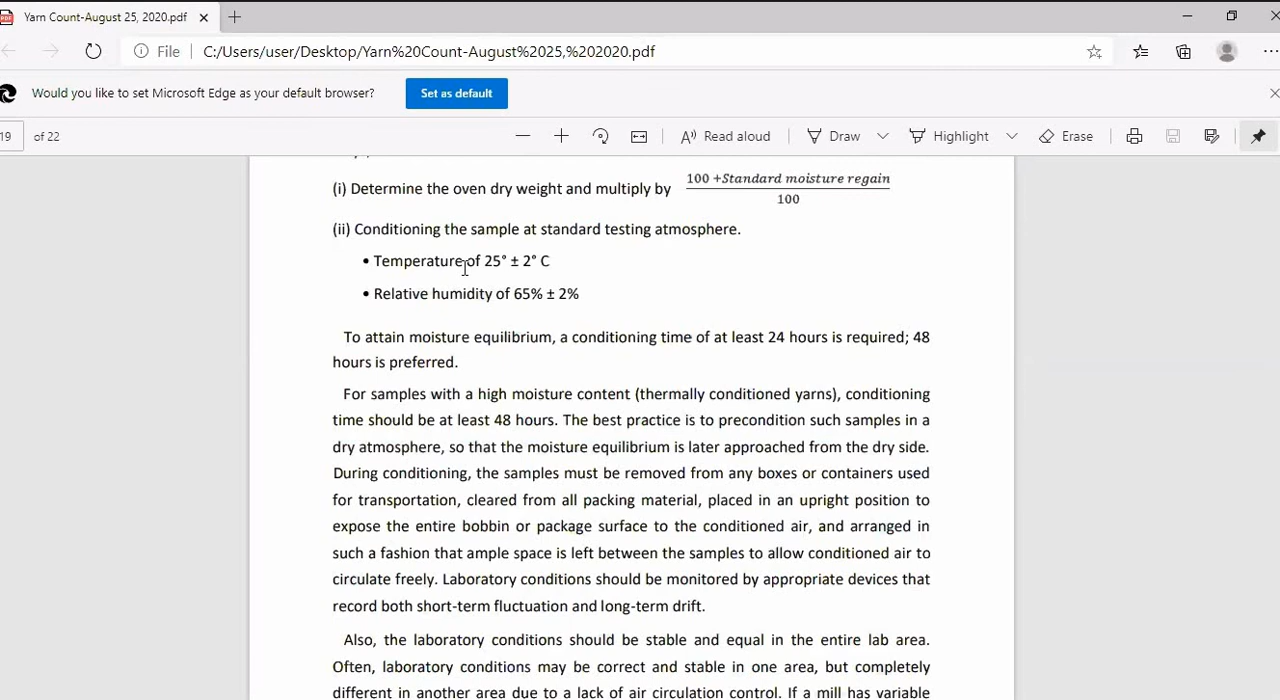 Yarn Count-August 25, 2020.pdf
File
C:/Users/user/Desktop/Yarn%20Count-August%2025,%202020.pdf
Would you like to set Microsoft Edge as your default browser?
Set as default
19 of 22
Read aloud
Draw
Highlight
Erase
(i) Determine the oven dry weight and multiply by 100 +Standard moisture regain
100
(ii) Conditioning the sample at standard testing atmosphere.
• Temperature of 25° ± 2° C
• Relative humidity of 65% ± 2%
To attain moisture equilibrium, a conditioning time of at least 24 hours is required; 48
hours is preferred.
For samples with a high moisture content (thermally conditioned yarns), conditioning
time should be at least 48 hours. The best practice is to precondition such samples in a
dry atmosphere, so that the moisture equilibrium is later approached from the dry side.
During conditioning, the samples must be removed from any boxes or containers used
for transportation, cleared from all packing material, placed in an upright position to
expose the entire bobbin or package surface to the conditioned air, and arranged in
such a fashion that ample space is left between the samples to allow conditioned air to
circulate freely. Laboratory conditions should be monitored by appropriate devices that
record both short-term fluctuation and long-term drift.
Also, the laboratory conditions should be stable and equal in the entire lab area.
Often, laboratory conditions may be correct and stable in one area, but completely
different in another area due to a lack of air circulation control. If a mill has variable